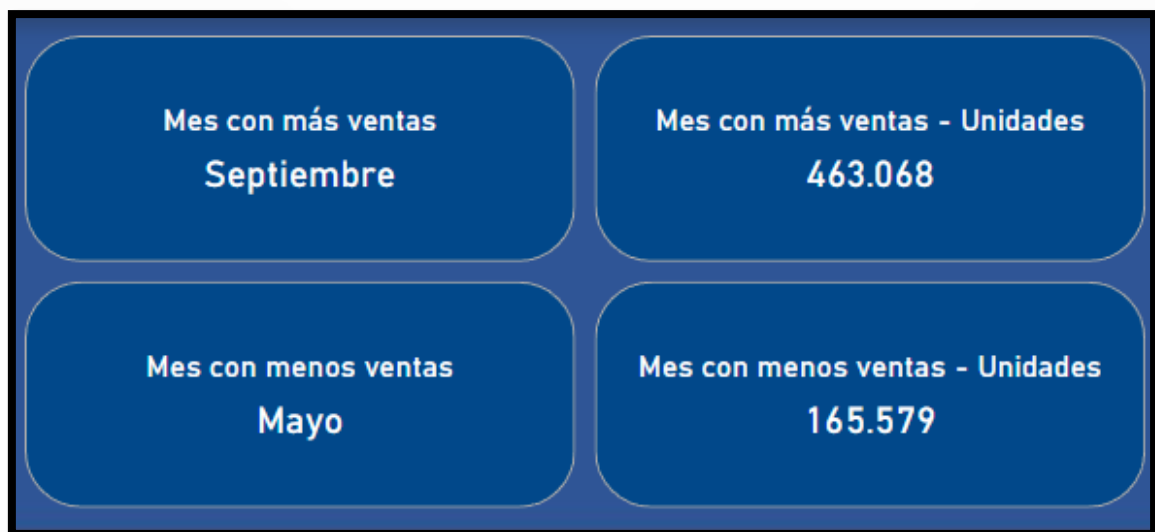 Mes con más ventas
Septiembre
Mes con más ventas - Unidades
463.068
Mes con menos ventas
Mayo
Mes con menos ventas - Unidades
165.579